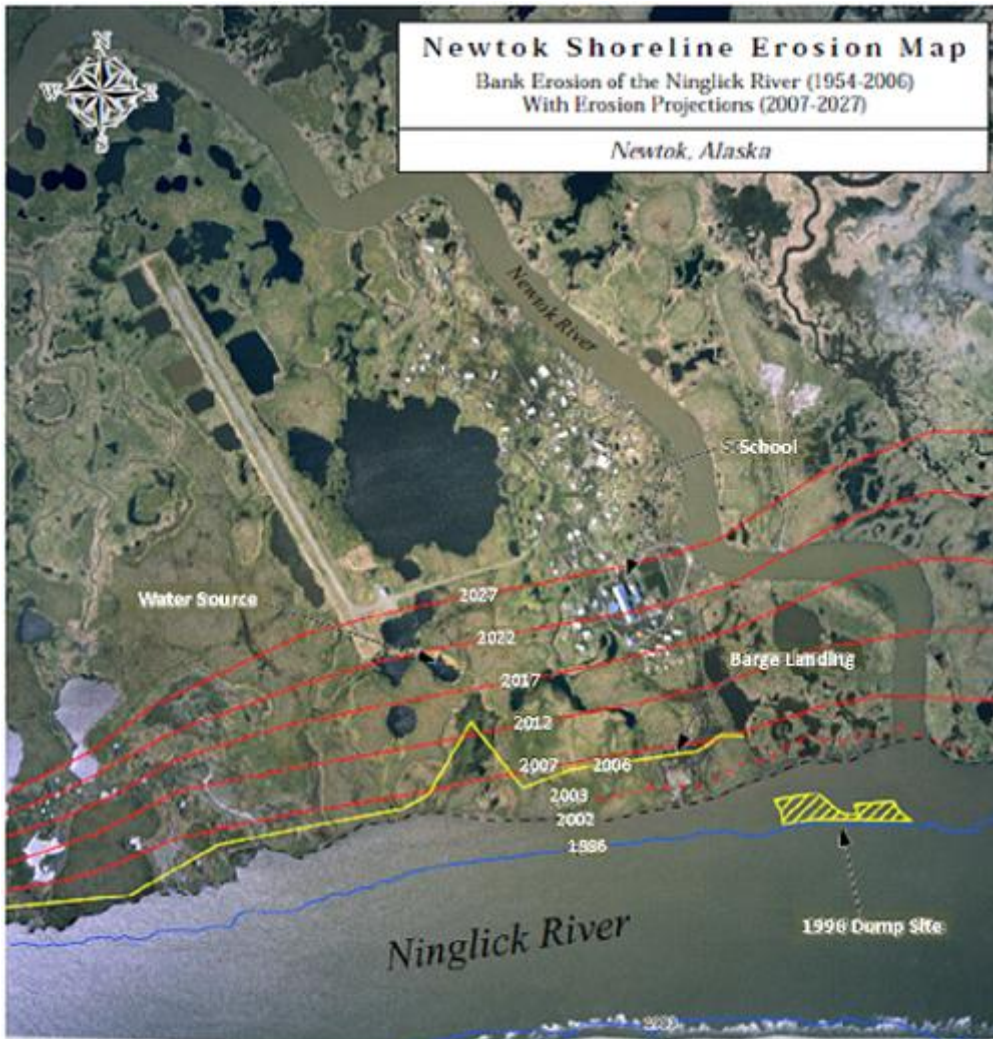 Newtok Shoreline Erosion Map
Bank Erosion of the Ninglick River (1954-2006)
With Erosion Projections (2007-2027)
Newtok, Alaska
N
W E
S
Newtok River
School
Water Source
2027
2022
2017
Barge Landing
2012
2007 2006
2003
2002
1996
Ninglick River
1996 Dump Site